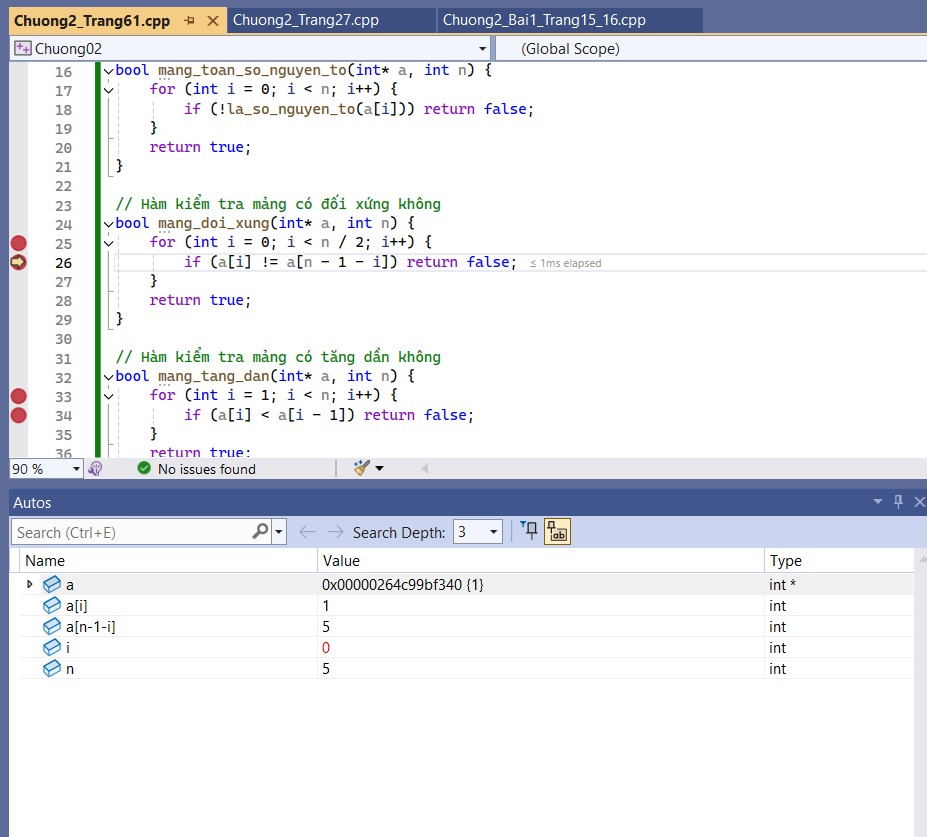 Chuong2_Trang61.cpp Chuong2_Trang27.cpp Chuong2_Bai1_Trang15_16.cpp
Chuong02 (Global Scope)
16 bool mang_toan_so_nguyen_to(int* a, int n) {
17 for (int i = 0; i < n; i++) {
18 if (!la_so_nguyen_to(a[i])) return false;
19 }
20 return true;
21 }
22
23 // Hàm kiểm tra mảng có đối xứng không
24 bool mang_doi_xung(int* a, int n) {
25 for (int i = 0; i < n / 2; i++) {
26 if (a[i] != a[n - 1 - i]) return false; ≤ 1ms elapsed
27 }
28 return true;
29 }
30
31 // Hàm kiểm tra mảng có tăng dần không
32 bool mang_tang_dan(int* a, int n) {
33 for (int i = 1; i < n; i++) {
34 if (a[i] < a[i - 1]) return false;
35 }
36 return true;
90 % No issues found
Autos
Search (Ctrl+E) Search Depth: 3
Name Value Type
a 0x00000264c99bf340 {1} int *
a[i] 1 int
a[n-1-i] 5 int
i 0 int
n 5 int